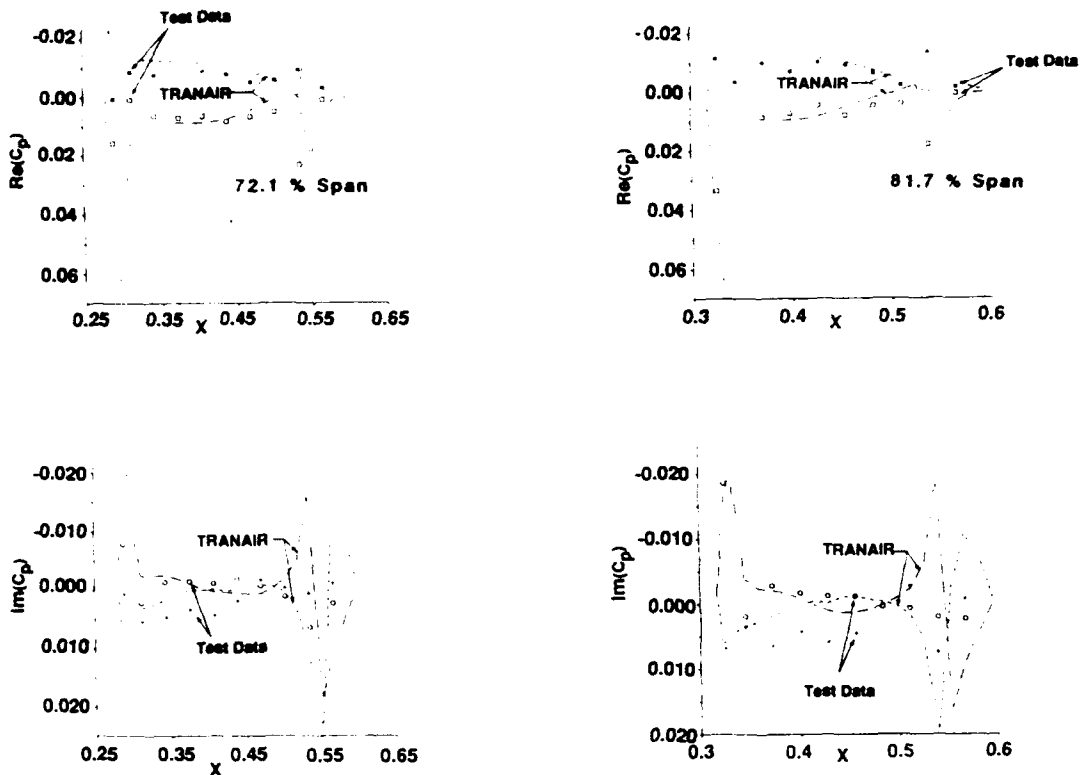 Test Data
-0.02
0.00
0.02
0.04
0.06
Re(Cp)
TRANAIR
72.1 % Span
0.25
0.35
0.45
0.55
0.65
X
-0.02
0.00
0.02
0.04
0.06
Re(Cp)
Test Data
TRANAIR
81.7 % Span
0.3
0.4
0.5
0.6
X
-0.020
-0.010
0.000
0.010
0.020
Im(Cp)
TRANAIR
Test Data
0.25
0.35
0.45
0.55
0.65
X
-0.020
-0.010
0.000
0.010
0.020
Im(Cp)
TRANAIR
Test Data
0.3
0.4
0.5
0.6
X